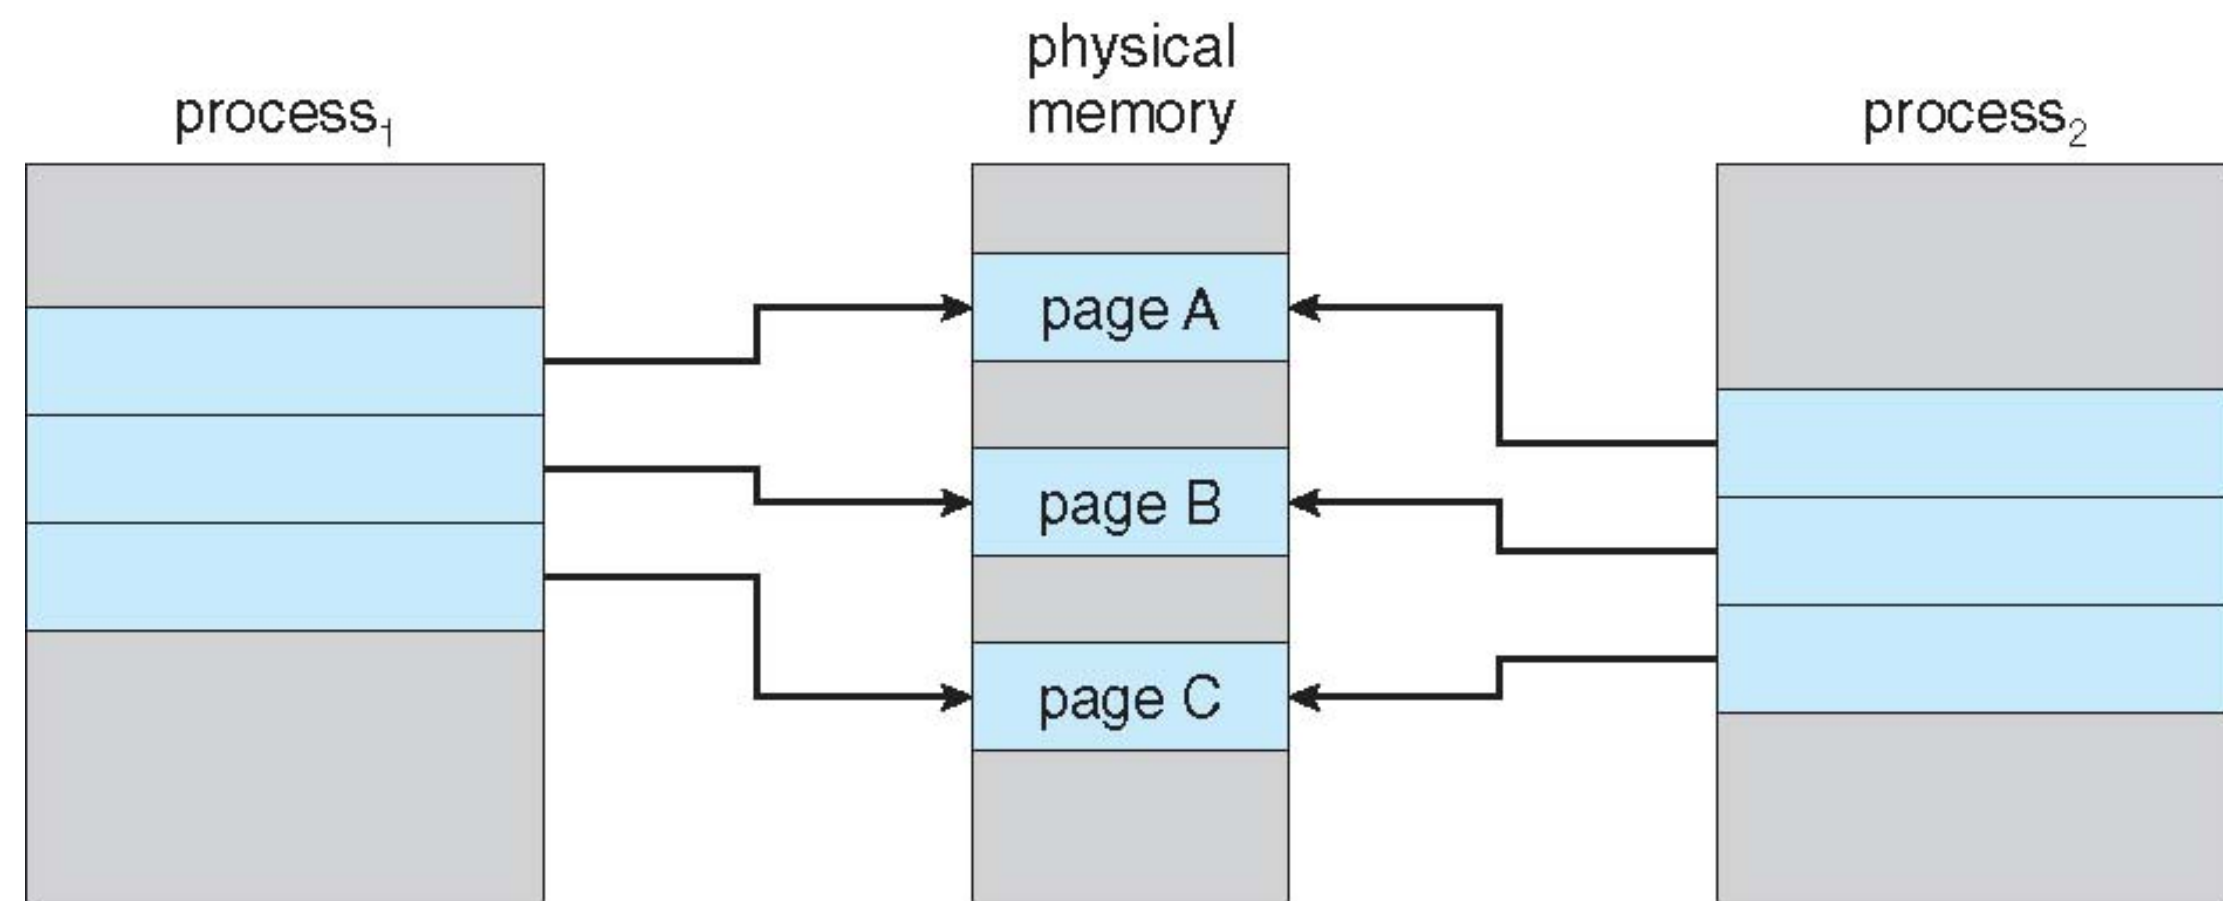 physical
memory
process₁
process₂
page A
page B
page C